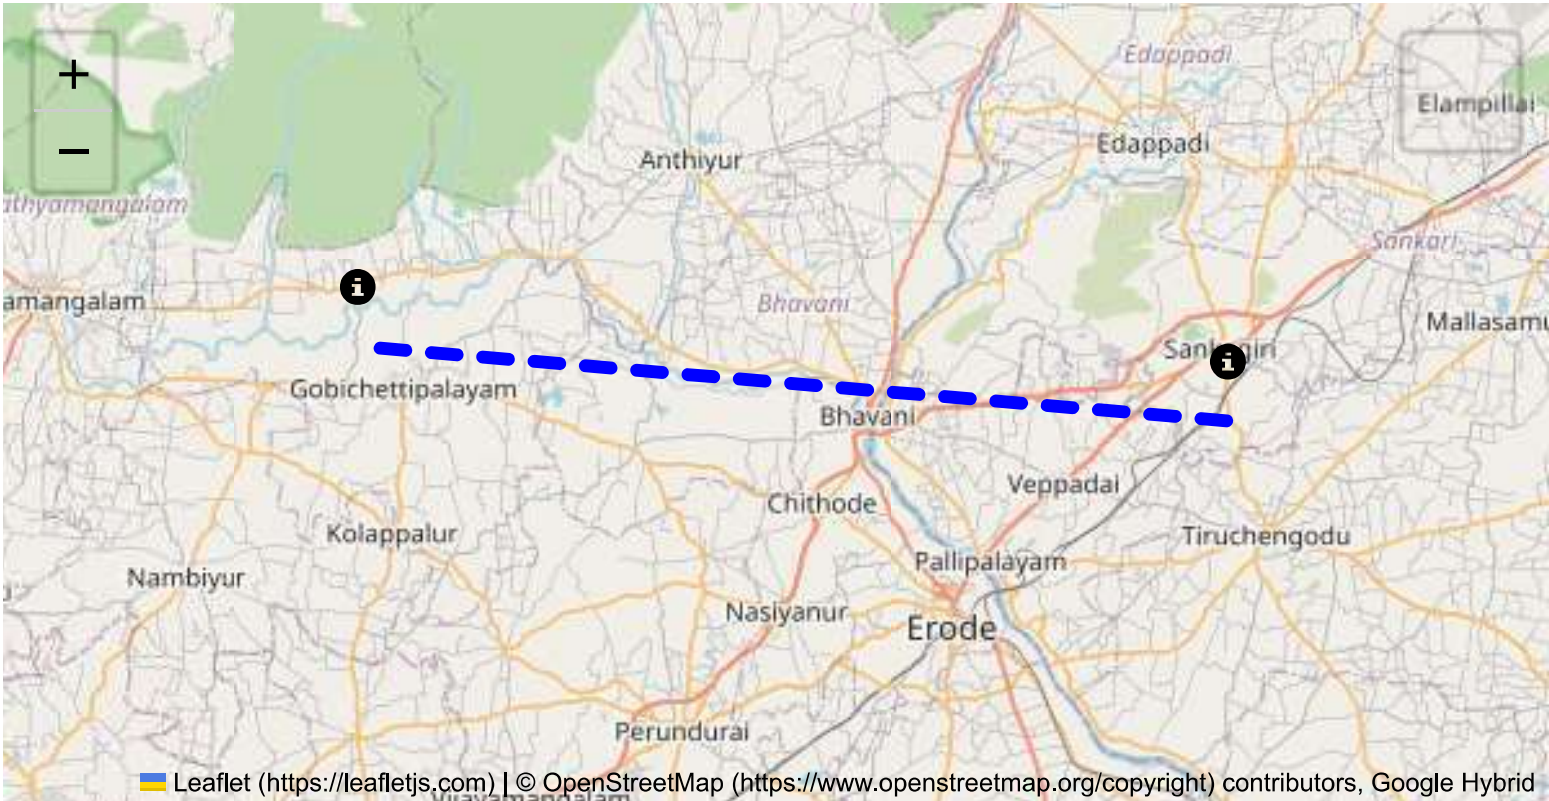 +
−
Edappadi
Elampillai
Anthiyur
Edappadi
athyamangalam
Sankari
i
amangalam
Bhavani
Mallasamu
Sankagiri
i
Gobichettipalayam
Bhavani
Veppadai
Chithode
Kolappalur
Tiruchengodu
Pallipalayam
Nambiyur
Nasiyanur
Erode
Perundurai
Leaflet (https://leafletjs.com) | © OpenStreetMap (https://www.openstreetmap.org/copyright) contributors, Google Hybrid
Vijayamangalam